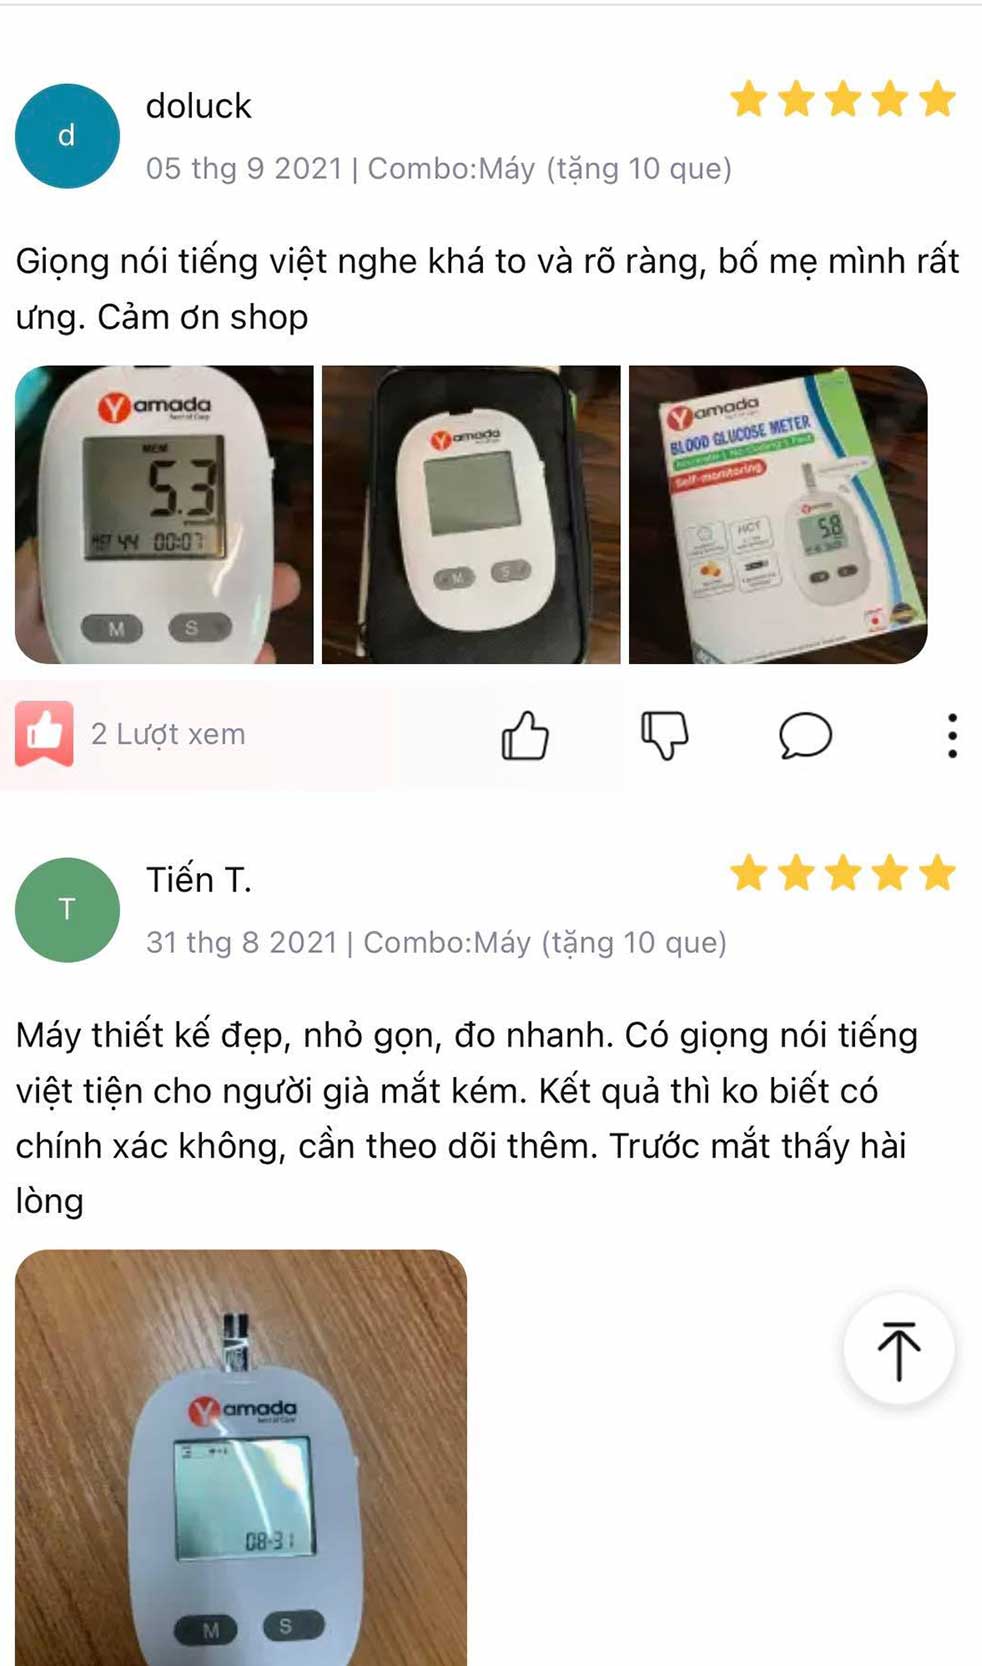 d
doluck
05 thg 9 2021 | Combo:Máy (tặng 10 que)
Giọng nói tiếng việt nghe khá to và rõ ràng, bố mẹ mình rất
ưng. Cảm ơn shop
Yamada
MEM
5.3
44 00:07
M S
Yamada
M S
Yamada
BLOOD GLUCOSE METER
Self-monitoring
HCT
5.8
2 Lượt xem
T
Tiến T.
31 thg 8 2021 | Combo:Máy (tặng 10 que)
Máy thiết kế đẹp, nhỏ gọn, đo nhanh. Có giọng nói tiếng
việt tiện cho người già mắt kém. Kết quả thì ko biết có
chính xác không, cần theo dõi thêm. Trước mắt thấy hài
lòng
Yamada
08-31
M S